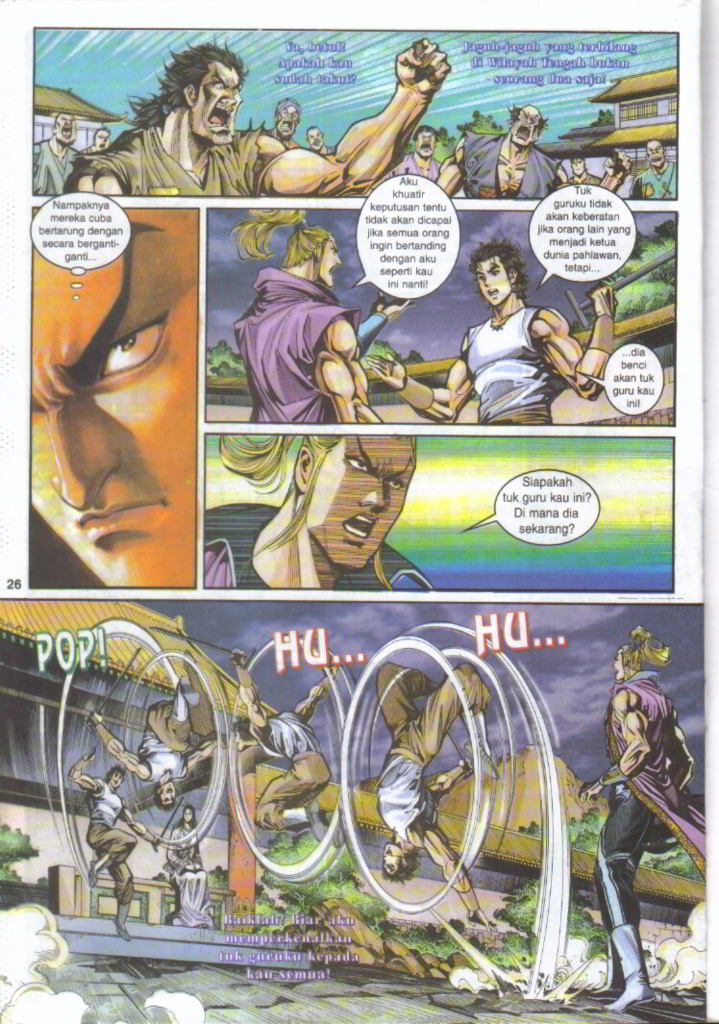 Ya, betul!
Apakah kau
sudah takut?
Jaguh-jaguh yang terbilang
di Wilayah Tengah bukan
seorang dua saja!
Nampaknya
mereka cuba
bertarung dengan
secara berganti-
ganti...
Aku
khuatir
keputusan tentu
tidak akan dicapai
jika semua orang
ingin bertanding
dengan aku
seperti kau
ini nanti!
Tuk
guruku tidak
akan keberatan
jika orang lain yang
menjadi ketua
dunia pahlawan,
tetapi...
...dia
benci
akan tuk
guru kau
ini!
Siapakah
tuk guru kau ini?
Di mana dia
sekarang?
26
POP!
HU...
HU...
Baiklah! Biar aku
memperkenalkan
tuk guruku kepada
kau semua!